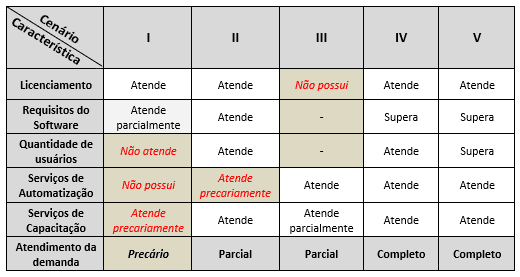 Cenário
Característica
I II III IV V
Licenciamento Atende Atende Não possui Atende Atende
Requisitos do
Software
Atende
parcialmente
Atende - Supera Supera
Quantidade de
usuários
Não atende Atende - Atende Supera
Serviços de
Automatização
Não possui
Atende
precariamente
Atende Atende Atende
Serviços de
Capacitação
Atende
precariamente
Atende
Atende
parcialmente
Atende Atende
Atendimento da
demanda
Precário Parcial Parcial Completo Completo